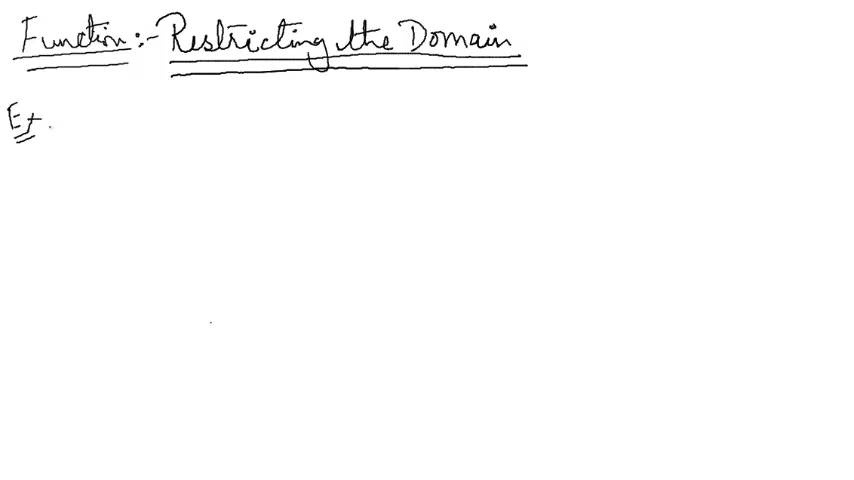 Function :- Restricting the Domain
Ex.